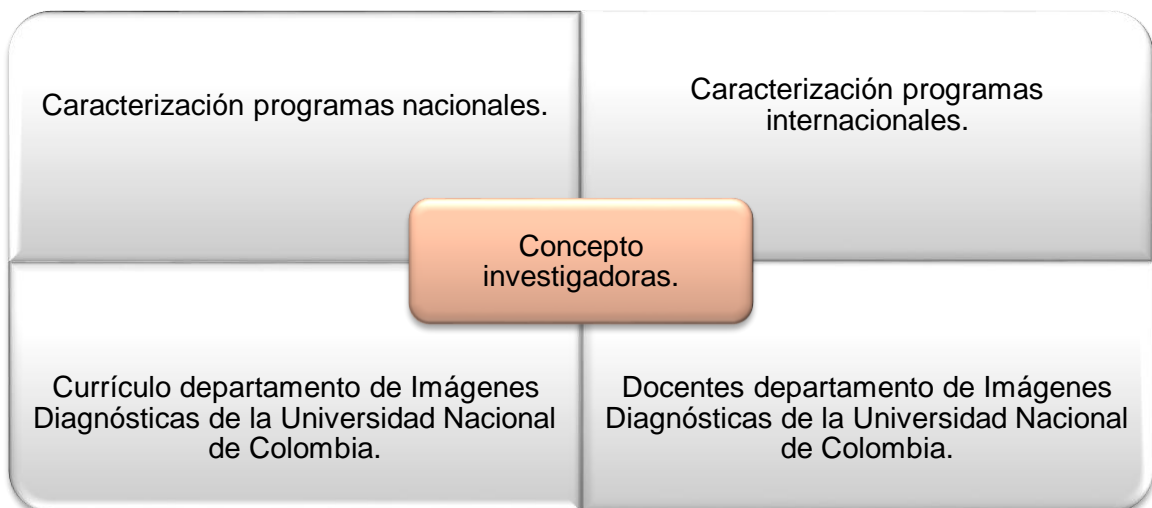 Caracterización programas nacionales.
Caracterización programas
internacionales.
Concepto
investigadoras.
Currículo departamento de Imágenes
Diagnósticas de la Universidad Nacional
de Colombia.
Docentes departamento de Imágenes
Diagnósticas de la Universidad Nacional
de Colombia.